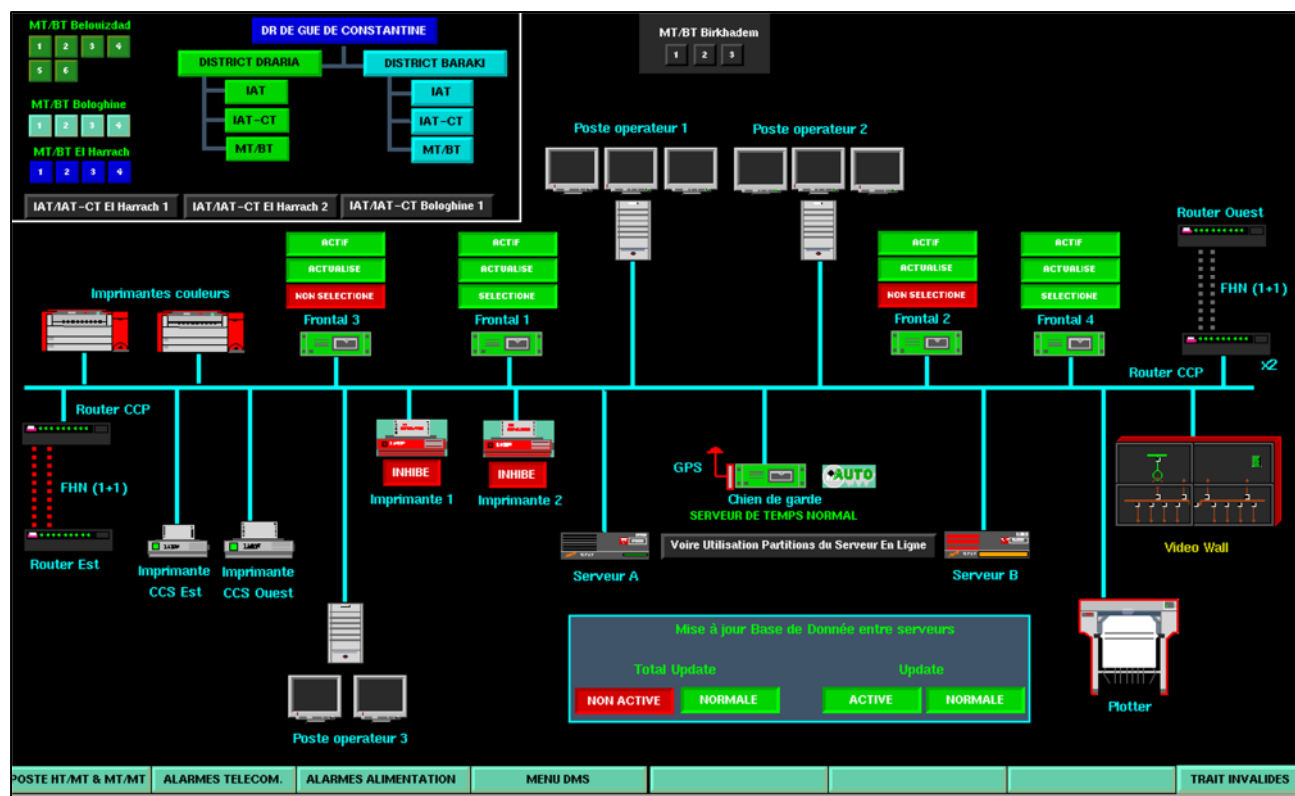 MT/BT Belouizdad
1 2 3 4
5 6
MT/BT Bologhine
1 2 3 4
MT/BT El Harrach
1 2 3 4
DR DE GUE DE CONSTANTINE
DISTRICT DRARIA
DISTRICT BARAKI
IAT
IAT
IAT-CT
IAT-CT
MT/BT
MT/BT
IAT/IAT-CT El Harrach 1
IAT/IAT-CT El Harrach 2
IAT/IAT-CT Bologhine 1
MT/BT Birkhadem
1 2 3
Poste operateur 1
Poste operateur 2
Router Ouest
FHN (1+1)
x2
Router CCP
Imprimantes couleurs
ACTIF
ACTUALISE
NON SELECTIONE
Frontal 3
ACTIF
ACTUALISE
SELECTIONE
Frontal 1
ACTIF
ACTUALISE
NON SELECTIONE
Frontal 2
ACTIF
ACTUALISE
SELECTIONE
Frontal 4
Router CCP
FHN (1+1)
Router Est
Imprimante
CCS Est
Imprimante
CCS Ouest
INHIBE
Imprimante 1
INHIBE
Imprimante 2
GPS
AUTO
Chien de garde
SERVEUR DE TEMPS NORMAL
Voire Utilisation Partitions du Serveur En Ligne
Serveur A
Serveur B
Video Wall
Poste operateur 3
Mise à jour Base de Donnée entre serveurs
Total Update
Update
NON ACTIVE
NORMALE
ACTIVE
NORMALE
Plotter
POSTE HT/MT & MT/MT
ALARMES TELECOM.
ALARMES ALIMENTATION
MENU DMS
TRAIT INVALIDES